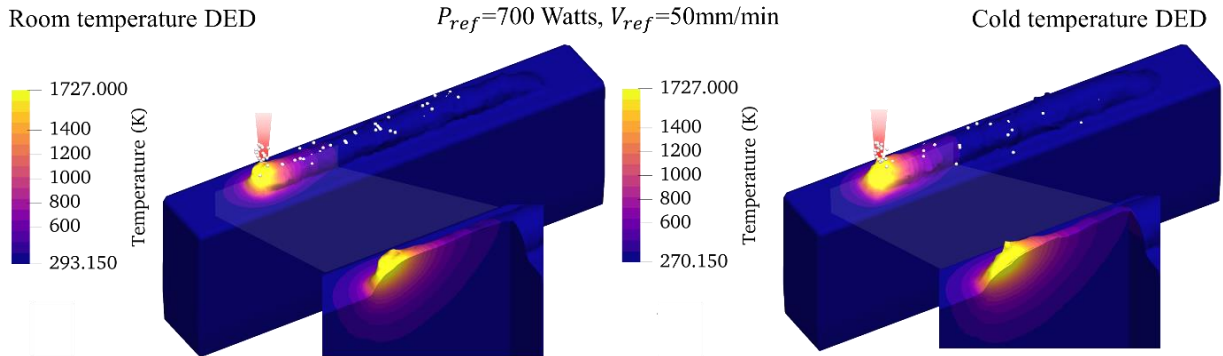 Room temperature DED
P_ref=700 Watts, V_ref=50mm/min
Cold temperature DED
1727.000
1400
1200
1000
800
600
293.150
Temperature (K)
1727.000
1400
1200
1000
800
600
270.150
Temperature (K)